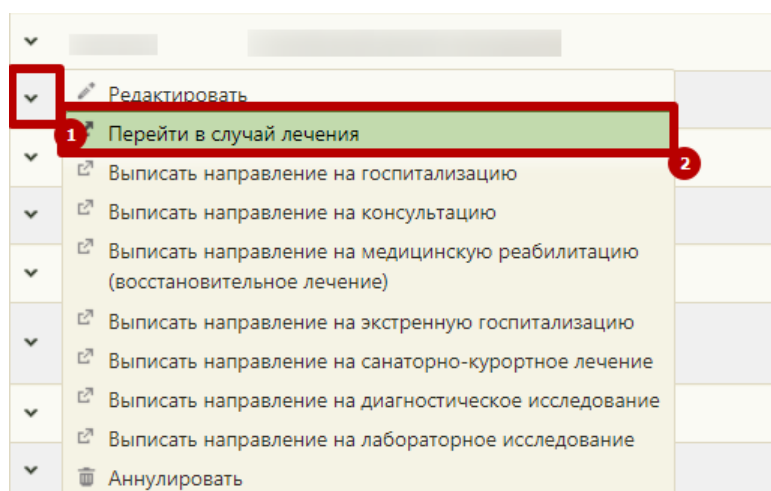 Редактировать
1
Перейти в случай лечения
2
Выписать направление на госпитализацию
Выписать направление на консультацию
Выписать направление на медицинскую реабилитацию
(восстановительное лечение)
Выписать направление на экстренную госпитализацию
Выписать направление на санаторно-курортное лечение
Выписать направление на диагностическое исследование
Выписать направление на лабораторное исследование
Аннулировать